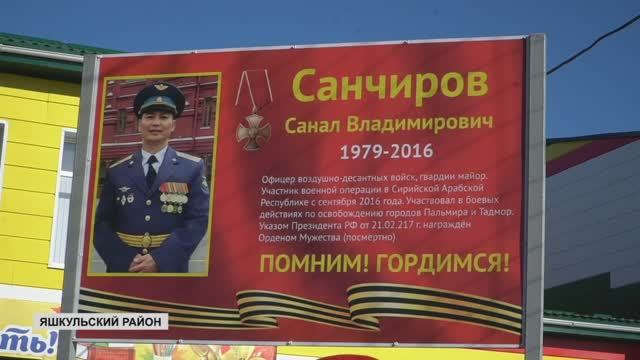 Санчиров
Санал Владимирович
1979-2016
Офицер воздушно-десантных войск, гвардии майор.
Участник военной операции в Сирийской Арабской
Республике с сентября 2016 года. Участвовал в боевых
действиях по освобождению городов Пальмира и Тадмор.
Указом Президента РФ от 21.02.217 г. награждён
Орденом Мужества (посмертно)
ПОМНИМ! ГОРДИМСЯ!
ЯШКУЛЬСКИЙ РАЙОН
ть!